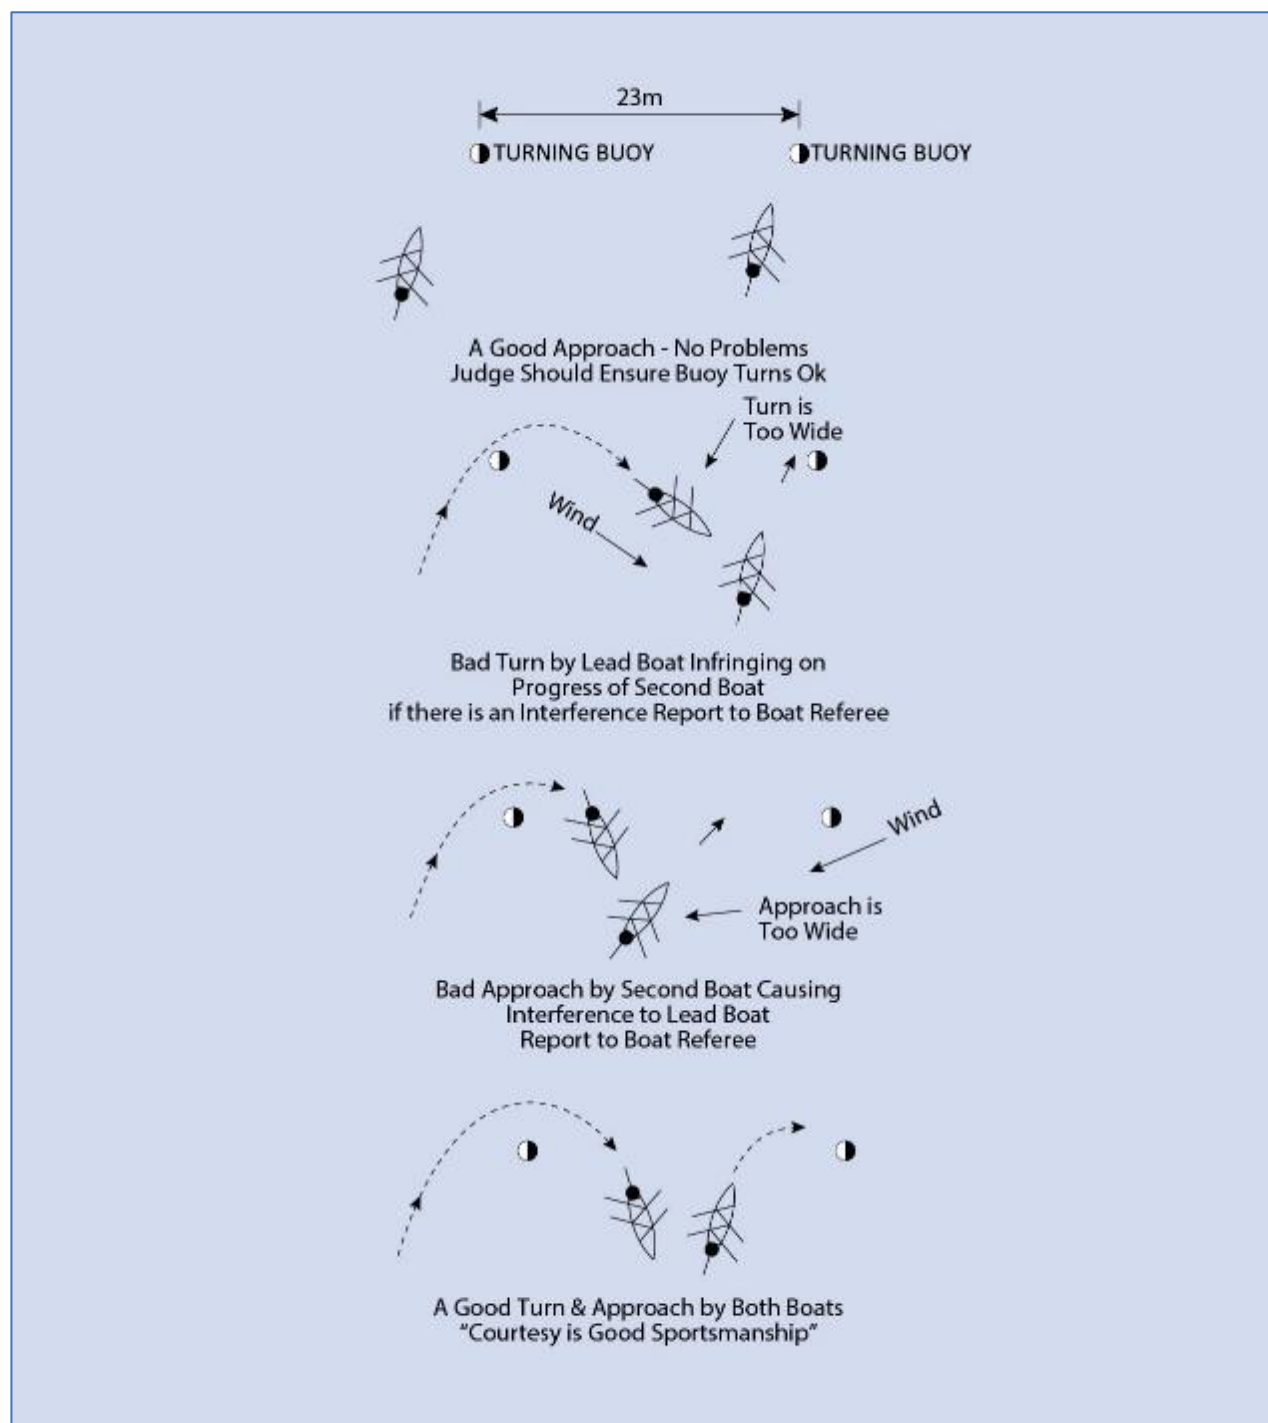 23m
TURNING BUOY
TURNING BUOY
A Good Approach - No Problems
Judge Should Ensure Buoy Turns Ok
Turn is
Too Wide
Wind
Bad Turn by Lead Boat Infringing on
Progress of Second Boat
if there is an Interference Report to Boat Referee
Wind
Approach is
Too Wide
Bad Approach by Second Boat Causing
Interference to Lead Boat
Report to Boat Referee
A Good Turn & Approach by Both Boats
"Courtesy is Good Sportsmanship"